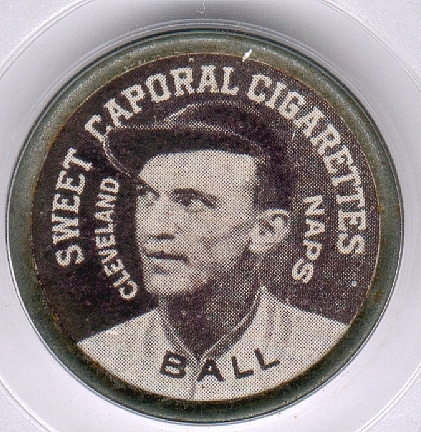 SWEET CAPORAL CIGARETTES
CLEVELAND
NAPS
BALL